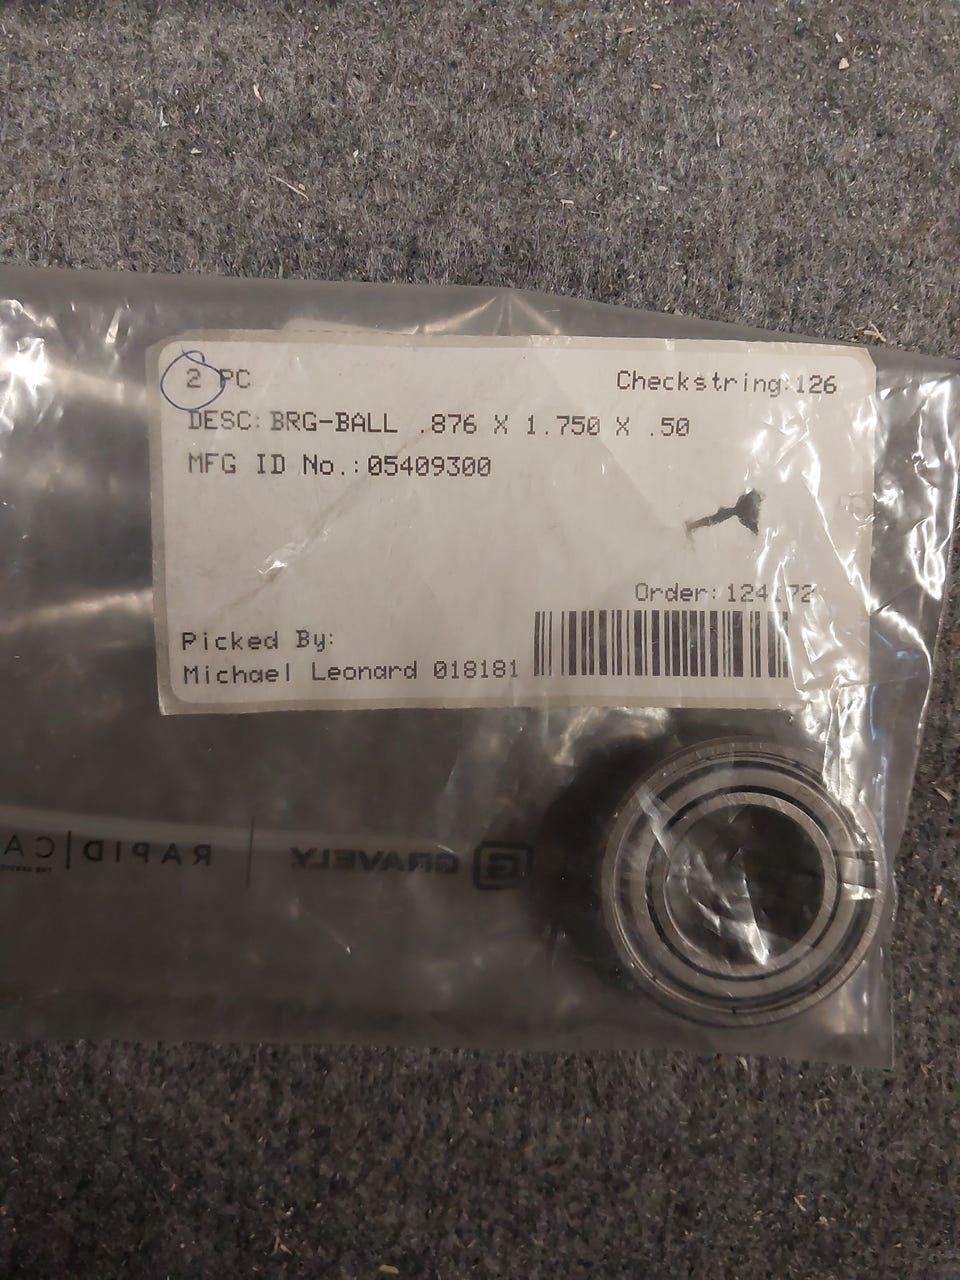 2 PC
Checkstring:126
DESC:BRG-BALL .876 X 1.750 X .50
MFG ID No.:05409300
Picked By:
Michael Leonard 018181
GRAVELY
RAPID|CA